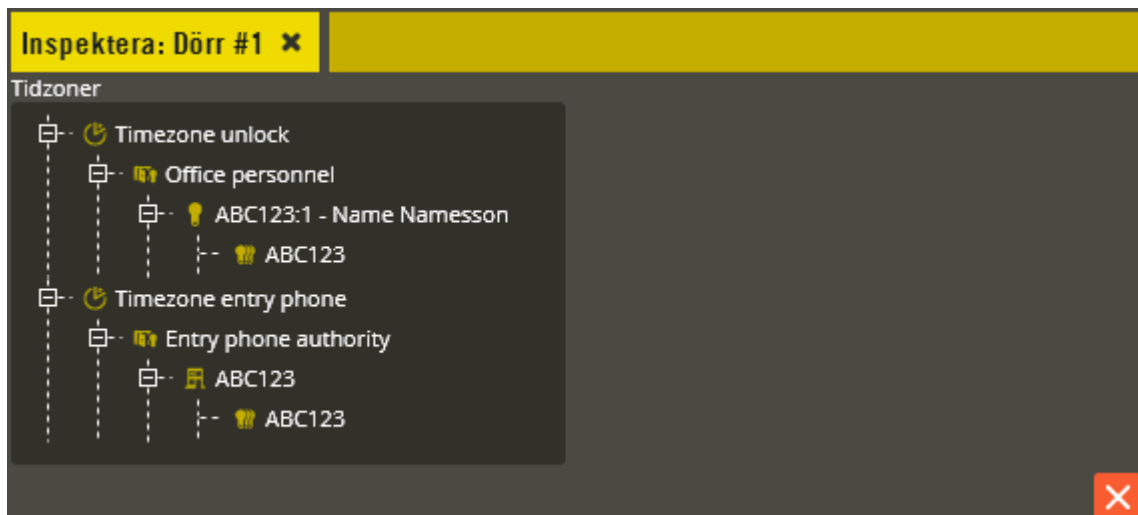 Inspektera: Dörr #1
Tidzoner
Timezone unlock
Office personnel
ABC123:1 - Name Namesson
ABC123
Timezone entry phone
Entry phone authority
ABC123
ABC123